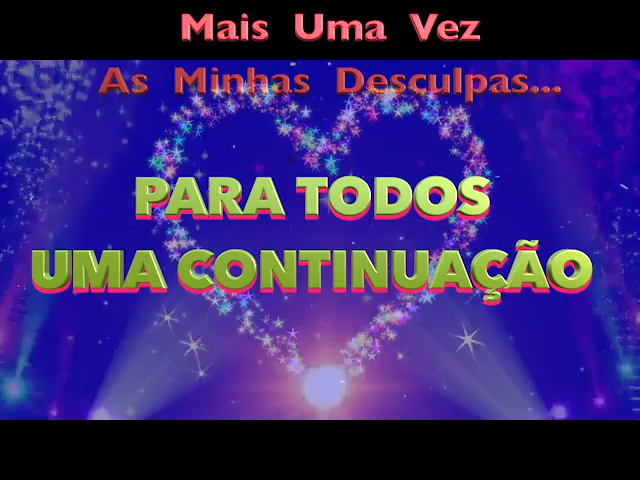 Mais Uma Vez
As Minhas Desculpas...
PARA TODOS
UMA CONTINUAÇÃO